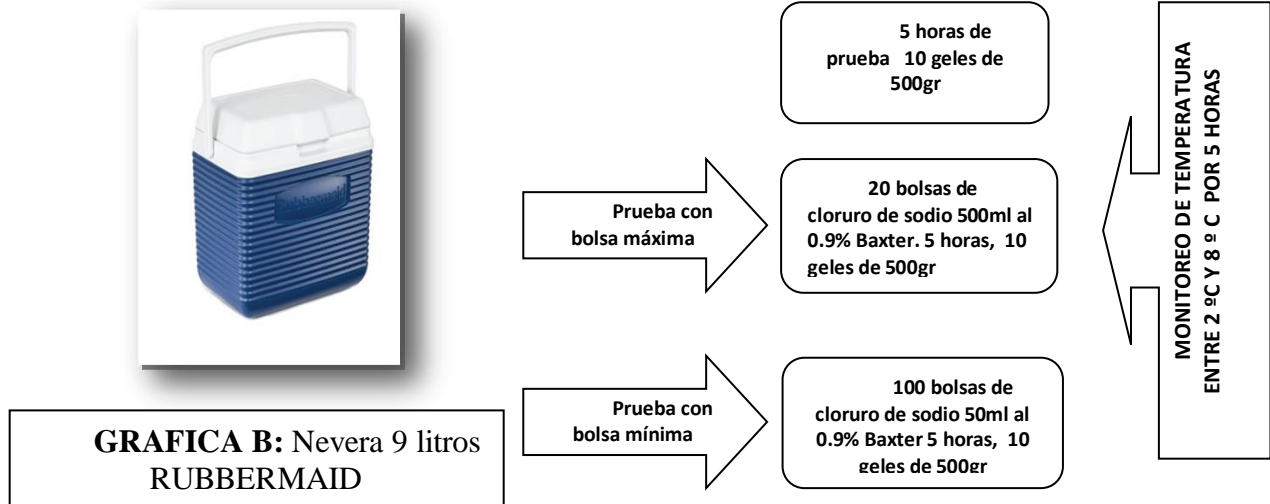 5 horas de
prueba 10 geles de
500gr
Rubbermaid
Prueba con
bolsa máxima
20 bolsas de
cloruro de sodio 500ml al
0.9% Baxter. 5 horas, 10
geles de 500gr
Prueba con
bolsa mínima
100 bolsas de
cloruro de sodio 50ml al
0.9% Baxter 5 horas, 10
geles de 500gr
MONITOREO DE TEMPERATURA
ENTRE 2 ºC Y 8 º C POR 5 HORAS
GRAFICA B: Nevera 9 litros
RUBBERMAID